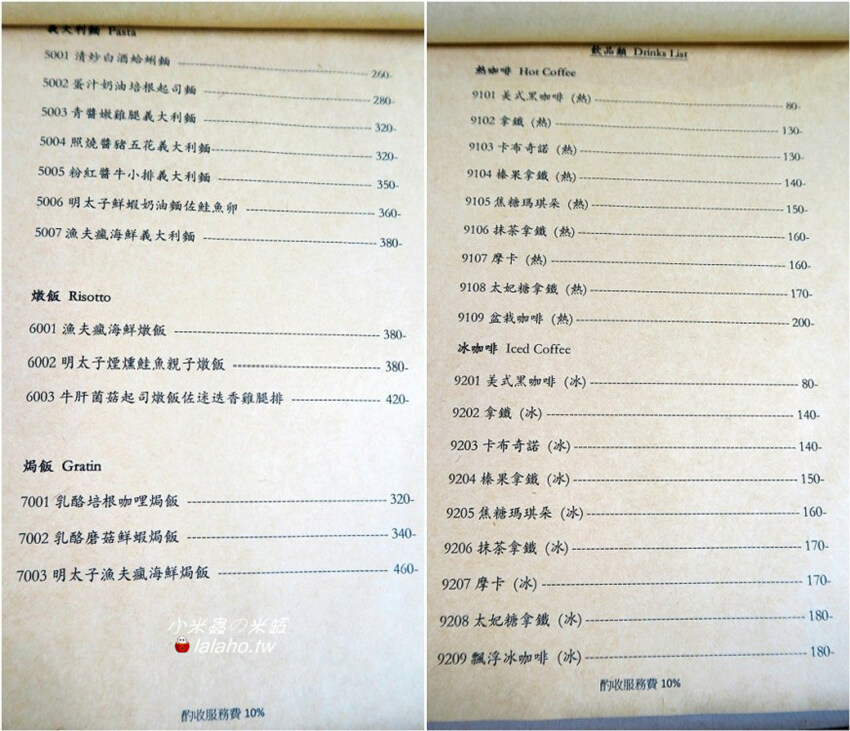 義大利麵 Pasta
5001 清炒白酒蛤蜊麵 260-
5002 蛋汁奶油培根起司麵 280-
5003 青醬嫩雞腿義大利麵 320-
5004 照燒醬豬五花義大利麵 320-
5005 粉紅醬牛小排義大利麵 350-
5006 明太子鮮蝦奶油麵佐鮭魚卵 360-
5007 漁夫瘋海鮮義大利麵 380-
燉飯 Risotto
6001 漁夫瘋海鮮燉飯 380-
6002 明太子煙燻鮭魚親子燉飯 380-
6003 牛肝菌菇起司燉飯佐迷迭香雞腿排 420-
焗飯 Gratin
7001 乳酪培根咖哩焗飯 320-
7002 乳酪磨菇鮮蝦焗飯 340-
7003 明太子漁夫瘋海鮮焗飯 460-
小米蟲の米缸
lalaho.tw
酌收服務費 10%
飲品類 Drinks List
熱咖啡 Hot Coffee
9101 美式黑咖啡 (熱) 80-
9102 拿鐵 (熱) 130-
9103 卡布奇諾 (熱) 130-
9104 榛果拿鐵 (熱) 140-
9105 焦糖瑪琪朵 (熱) 150-
9106 抹茶拿鐵 (熱) 160-
9107 摩卡 (熱) 160-
9108 太妃糖拿鐵 (熱) 170-
9109 盆栽咖啡 (熱) 200-
冰咖啡 Iced Coffee
9201 美式黑咖啡 (冰) 80-
9202 拿鐵 (冰) 140-
9203 卡布奇諾 (冰) 140-
9204 榛果拿鐵 (冰) 150-
9205 焦糖瑪琪朵 (冰) 160-
9206 抹茶拿鐵 (冰) 170-
9207 摩卡 (冰) 170-
9208 太妃糖拿鐵 (冰) 180-
9209 飄浮冰咖啡 (冰) 180-
酌收服務費 10%